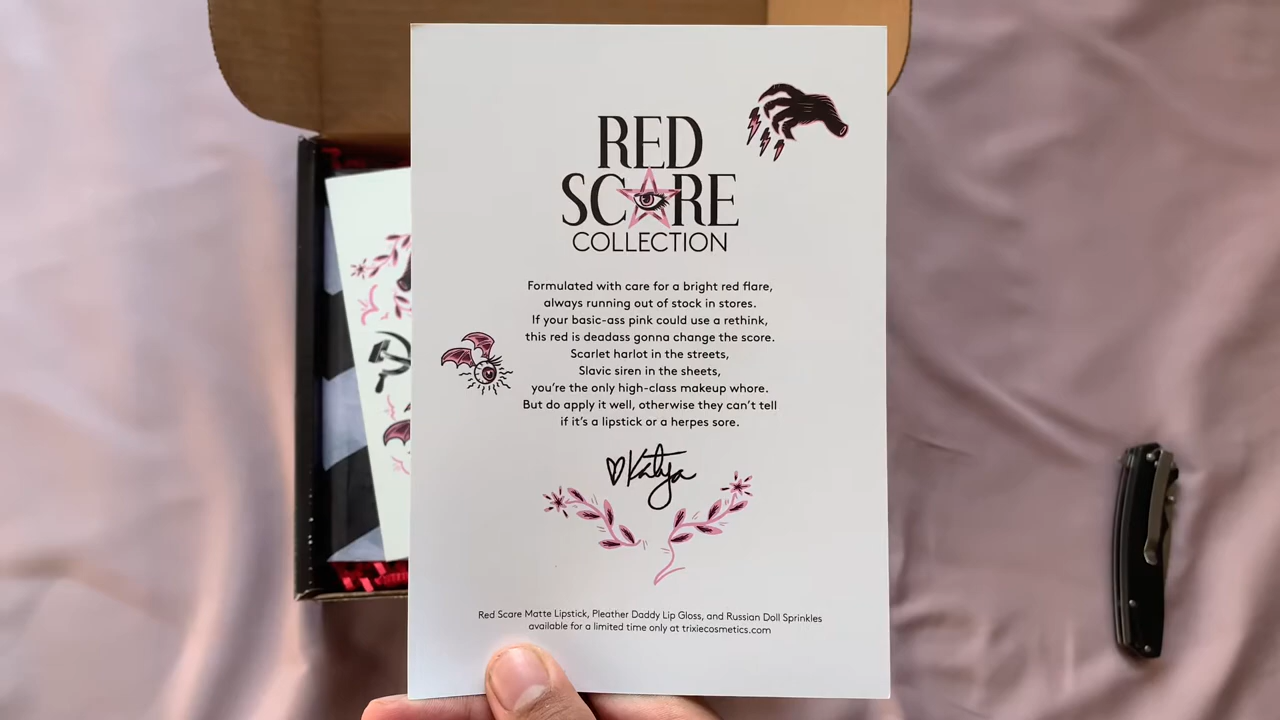 RED
SCARE
COLLECTION
Formulated with care for a bright red flare,
always running out of stock in stores.
If your basic-ass pink could use a rethink,
this red is deadass gonna change the score.
Scarlet harlot in the streets,
Slavic siren in the sheets,
you're the only high-class makeup whore.
But do apply it well, otherwise they can't tell
if it's a lipstick or a herpes sore.
♡Katya
Red Scare Matte Lipstick, Pleather Daddy Lip Gloss, and Russian Doll Sprinkles
available for a limited time only at trixiecosmetics.com